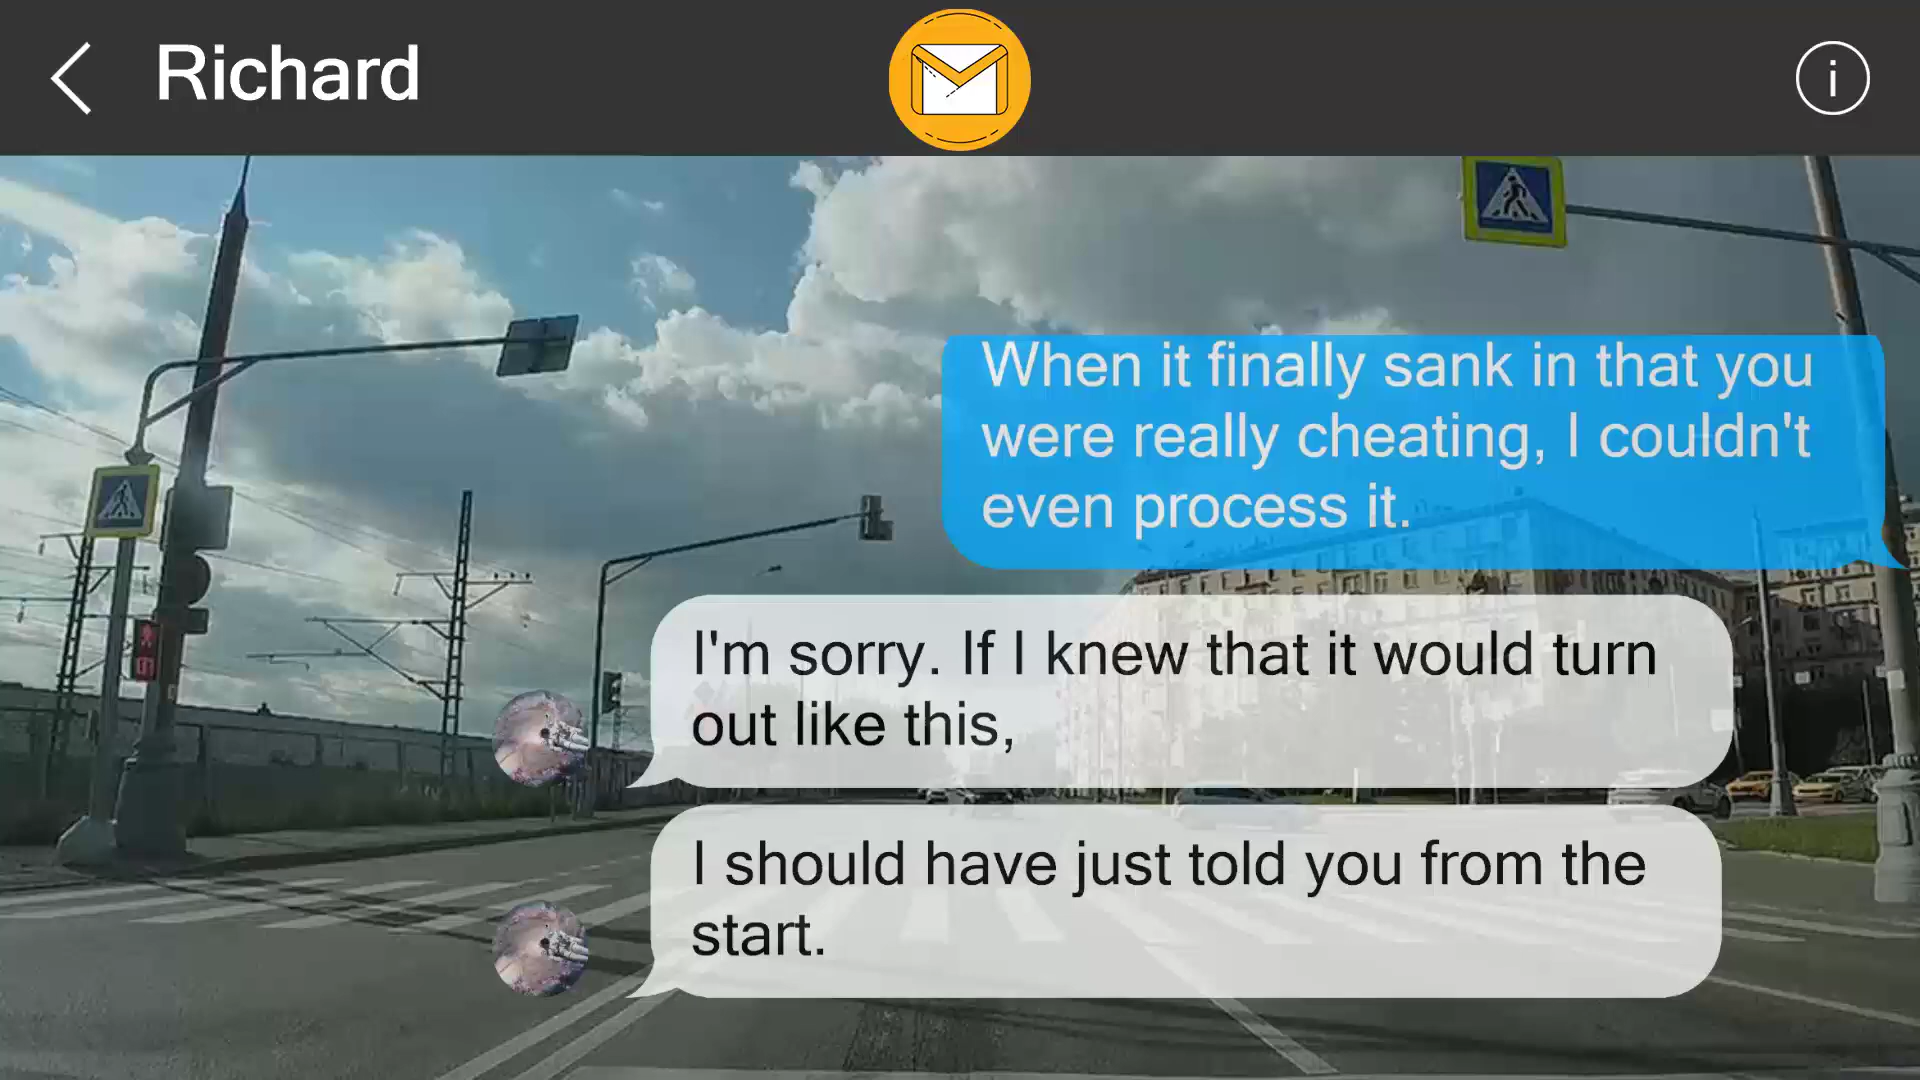 Richard
i
When it finally sank in that you
were really cheating, I couldn't
even process it.
I'm sorry. If I knew that it would turn
out like this,
I should have just told you from the
start.